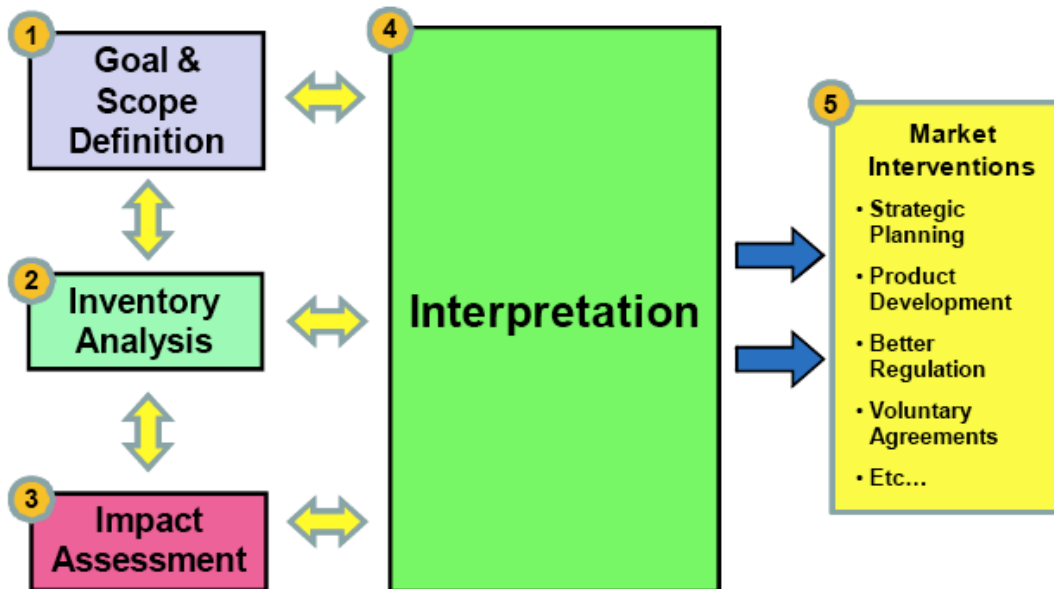 1
Goal &
Scope
Definition
2
Inventory
Analysis
3
Impact
Assessment
4
Interpretation
5
Market
Interventions
• Strategic
Planning
• Product
Development
• Better
Regulation
• Voluntary
Agreements
• Etc...